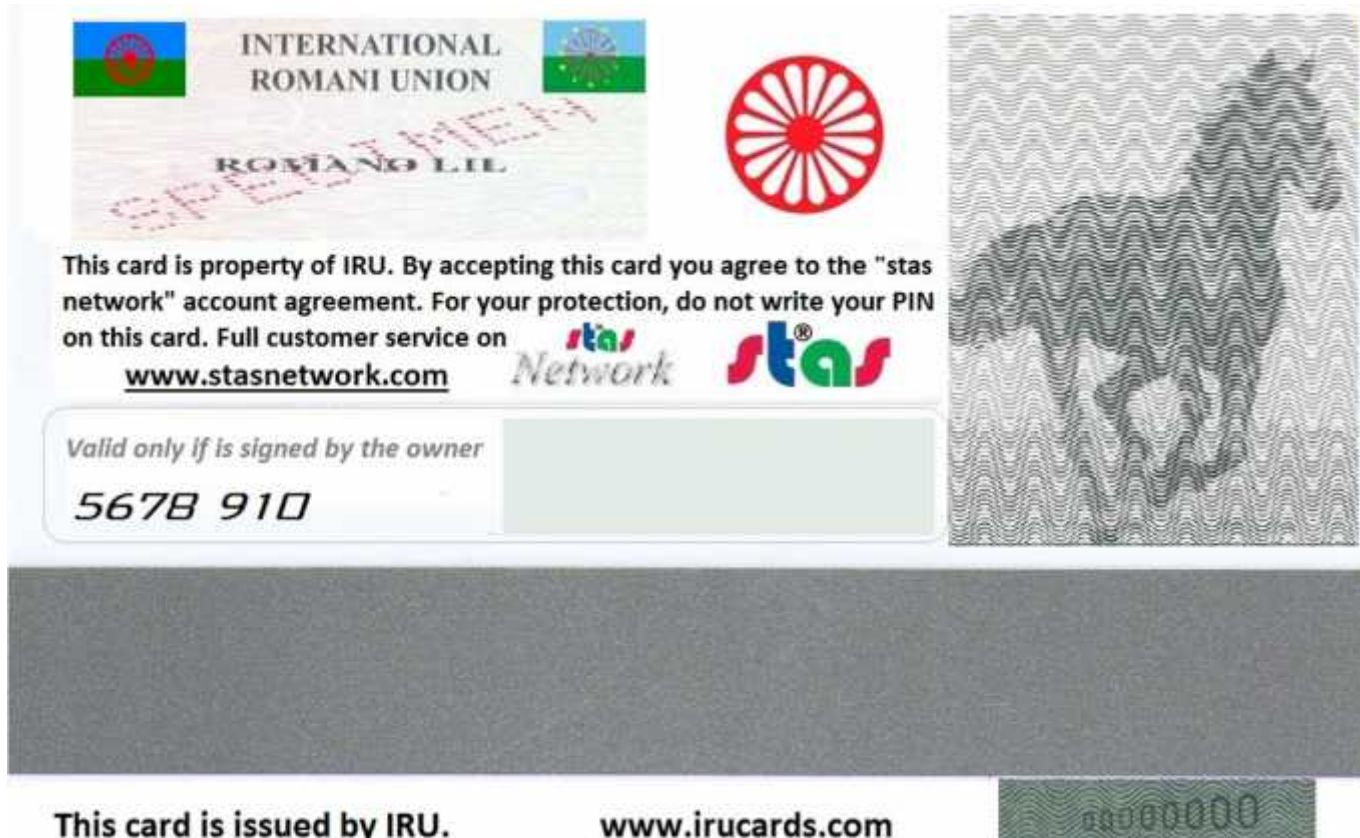 INTERNATIONAL
ROMANI UNION
SPECIMEN
ROMANO LIL
This card is property of IRU. By accepting this card you agree to the "stas
network" account agreement. For your protection, do not write your PIN
on this card. Full customer service on
www.stasnetwork.com
stas
Network
stas®
Valid only if is signed by the owner
5678 910
This card is issued by IRU.
www.irucards.com
00000000